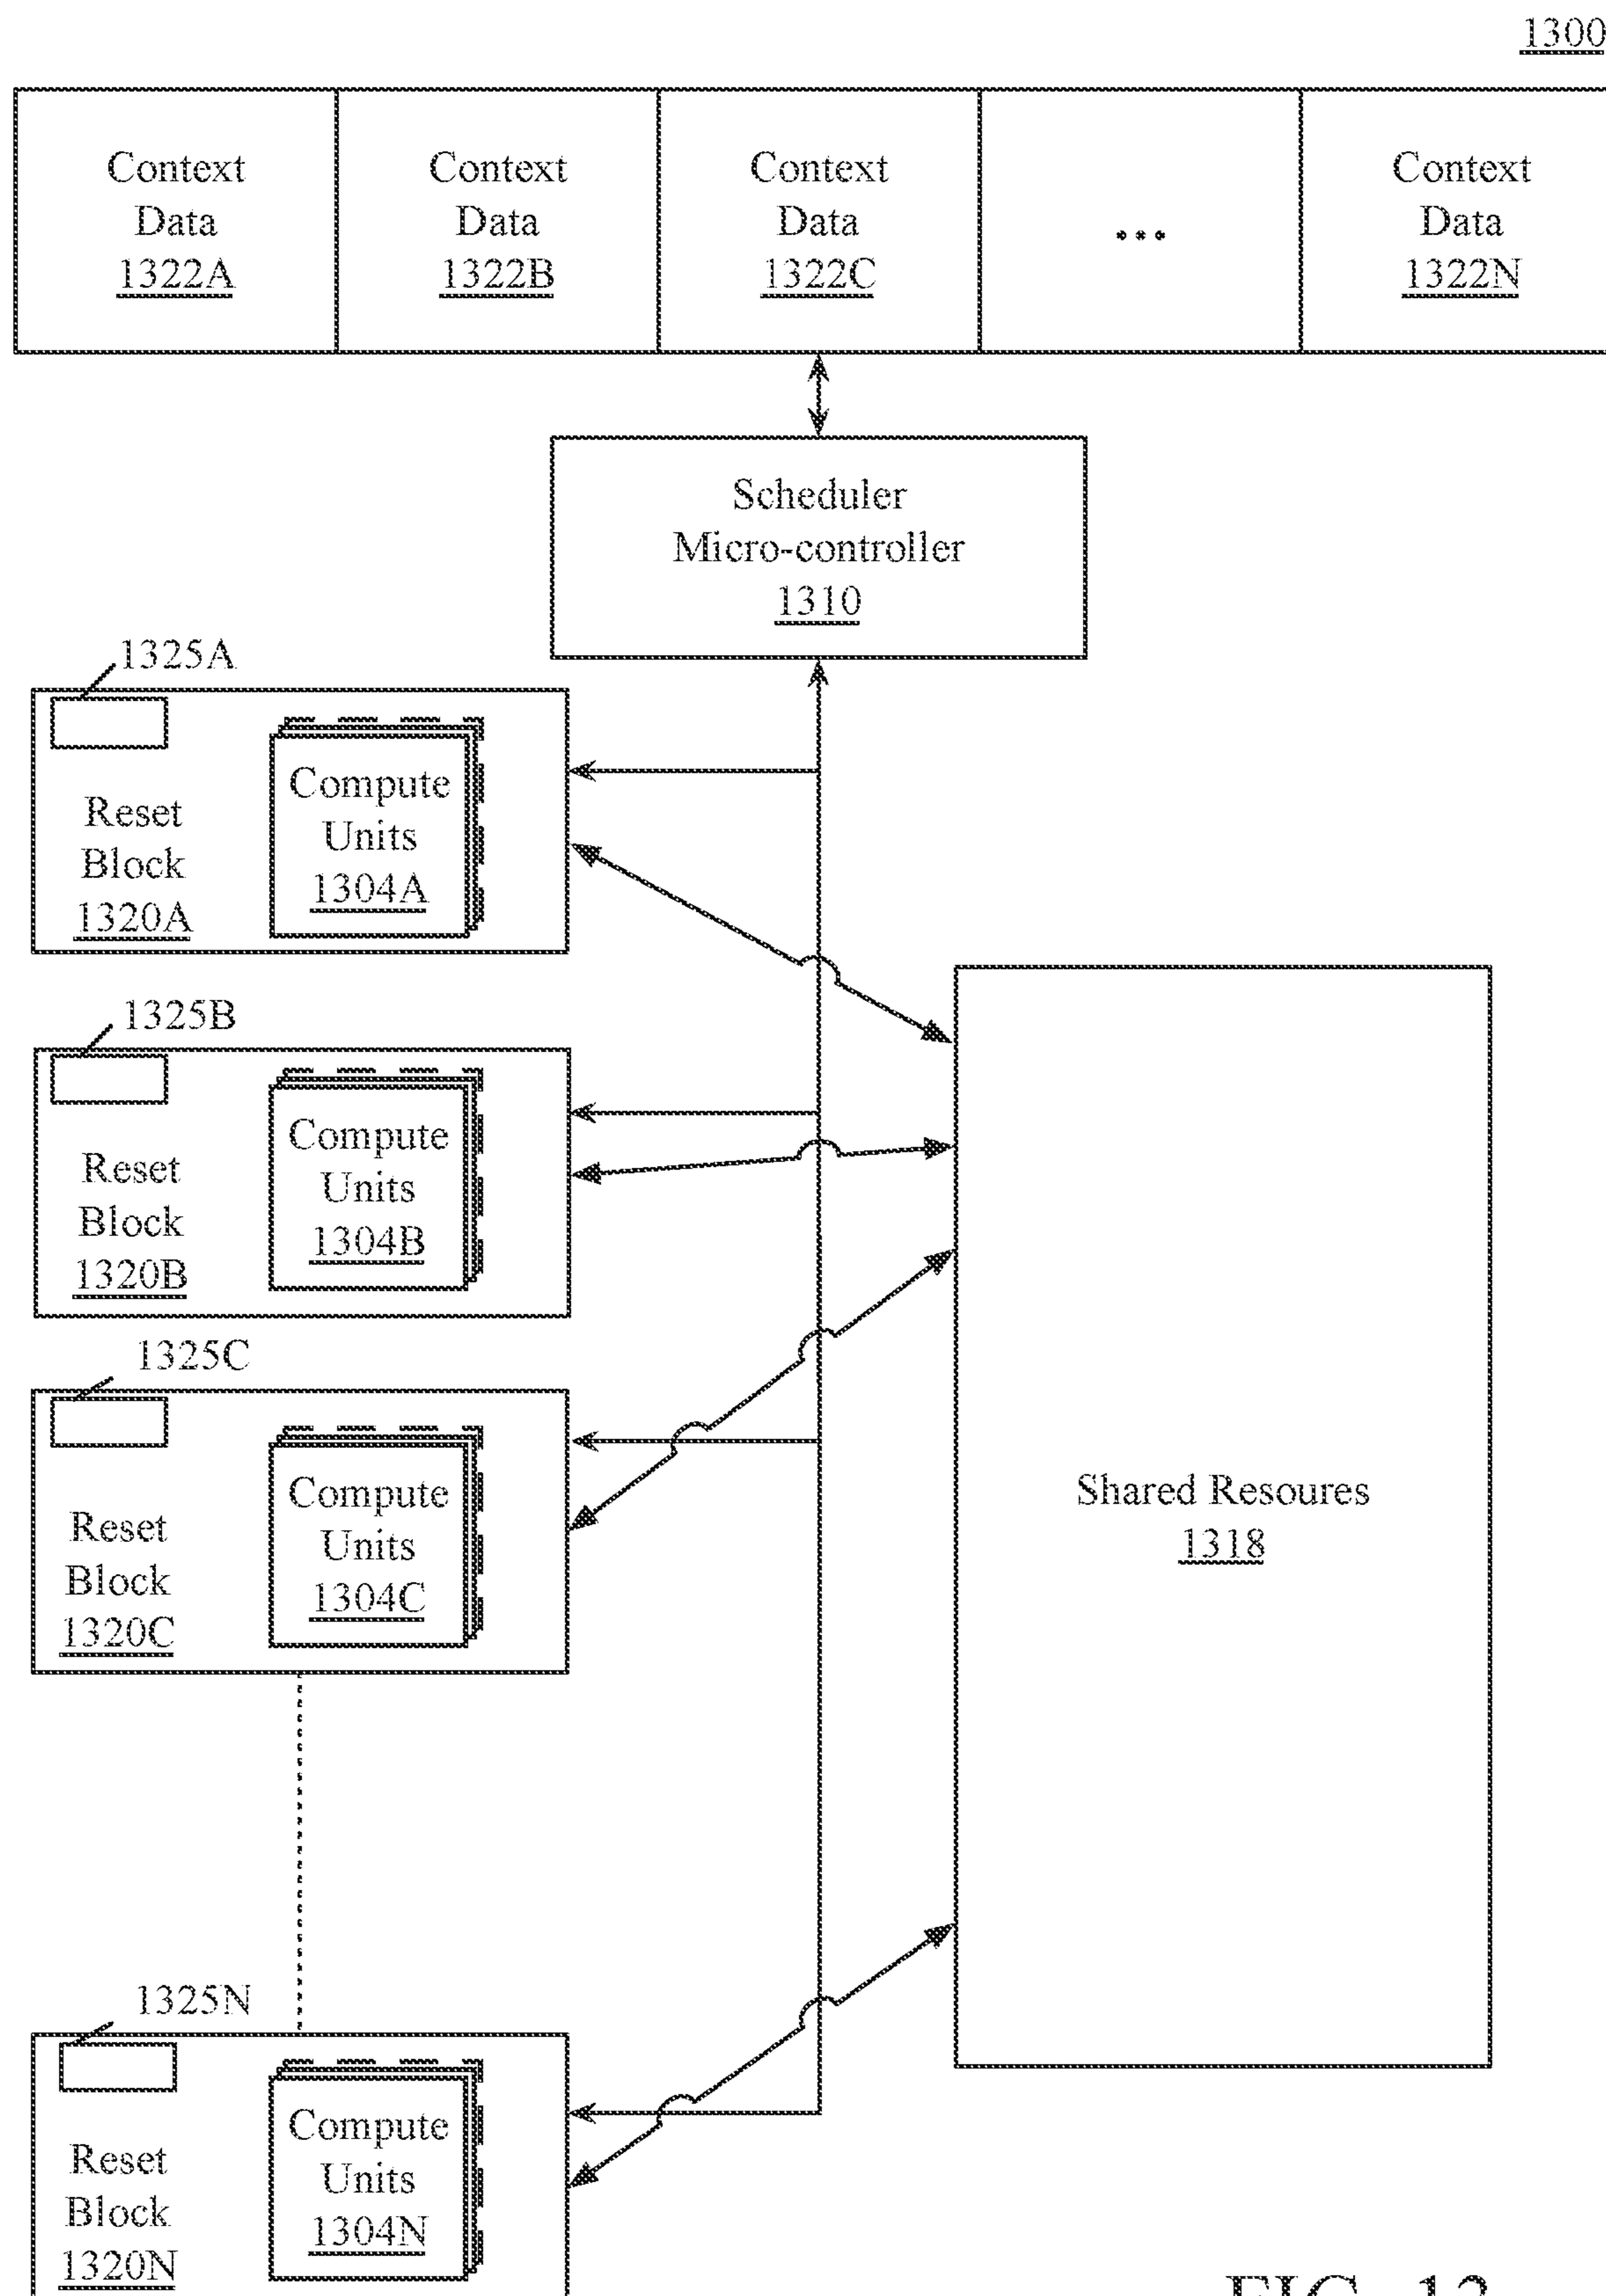 1300
Context
Data
1322A
Context
Data
1322B
Context
Data
1322C
...
Context
Data
1322N
Scheduler
Micro-controller
1310
1325A
Reset
Block
1320A
Compute
Units
1304A
1325B
Reset
Block
1320B
Compute
Units
1304B
1325C
Reset
Block
1320C
Compute
Units
1304C
Shared Resoures
1318
1325N
Reset
Block
1320N
Compute
Units
1304N
FIG. 13